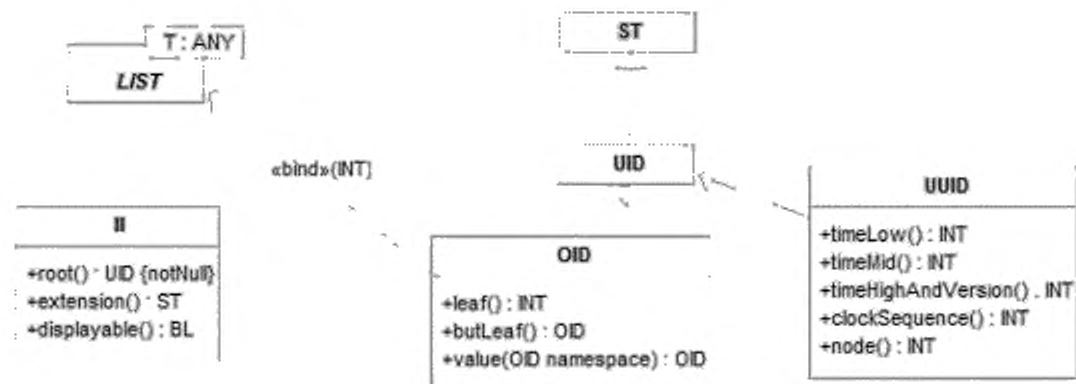 T : ANY
LIST
ST
«bind»(INT]
UID
UUID
+timeLow() : INT
+timeMid() : INT
+timeHighAndVersion() . INT
+clockSequence() : INT
+node() : INT
II
+root() · UID {notNull}
+extension() · ST
+displayable() : BL
OID
+leaf() : INT
+butLeaf() : OID
+value(OID namespace) : OID